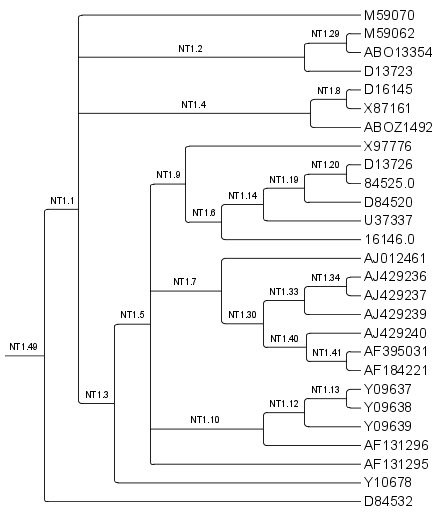 M59070
NT1.29
M59062
NT1.2
ABO13354
D13723
NT1.8
D16145
NT1.4
X87161
ABOZ1492
X97776
NT1.20
D13726
NT1.9
NT1.19
84525.0
NT1.14
D84520
NT1.1
NT1.6
U37337
16146.0
AJ012461
NT1.34
AJ429236
NT1.7
NT1.33
AJ429237
NT1.5
NT1.30
AJ429239
AJ429240
NT1.49
NT1.40
NT1.41
AF395031
AF184221
NT1.13
Y09637
NT1.3
NT1.12
Y09638
NT1.10
Y09639
AF131296
AF131295
Y10678
D84532